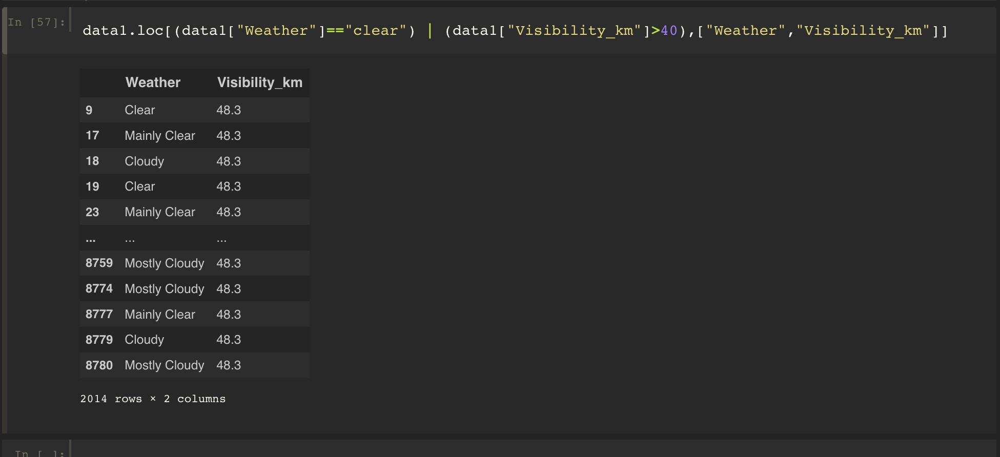 In [57]:
data1.loc[(data1["Weather"]=="clear") | (data1["Visibility_km"]>40),["Weather","Visibility_km"]]
Weather Visibility_km
9 Clear 48.3
17 Mainly Clear 48.3
18 Cloudy 48.3
19 Clear 48.3
23 Mainly Clear 48.3
... ... ...
8759 Mostly Cloudy 48.3
8774 Mostly Cloudy 48.3
8777 Mainly Clear 48.3
8779 Cloudy 48.3
8780 Mostly Cloudy 48.3
2014 rows × 2 columns
In [ ]: